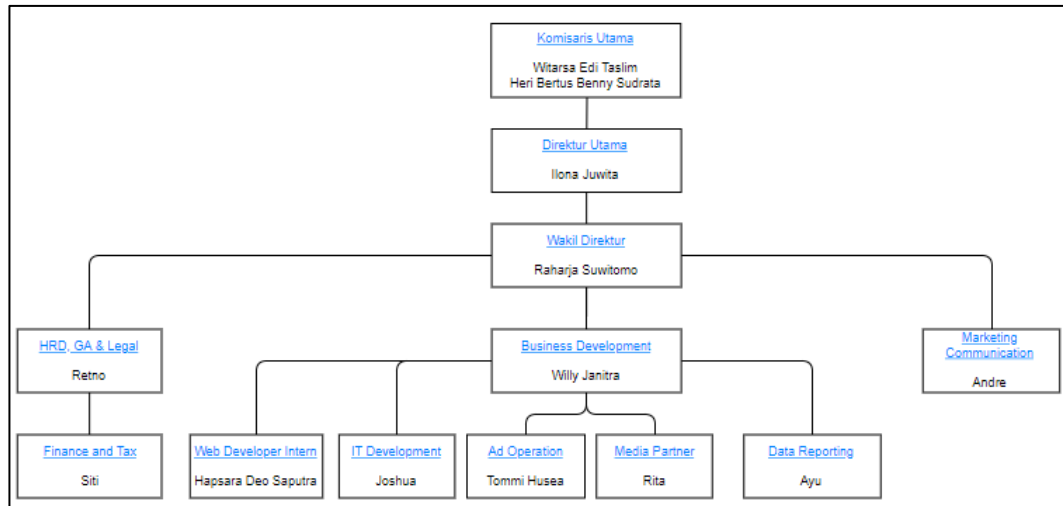 Komisaris Utama
Witarsa Edi Taslim
Heri Bertus Benny Sudrata
Direktur Utama
Ilona Juwita
Wakil Direktur
Raharja Suwitomo
HRD, GA & Legal
Retno
Business Development
Willy Janitra
Marketing
Communication
Andre
Finance and Tax
Siti
Web Developer Intern
Hapsara Deo Saputra
IT Development
Joshua
Ad Operation
Tommi Husea
Media Partner
Rita
Data Reporting
Ayu